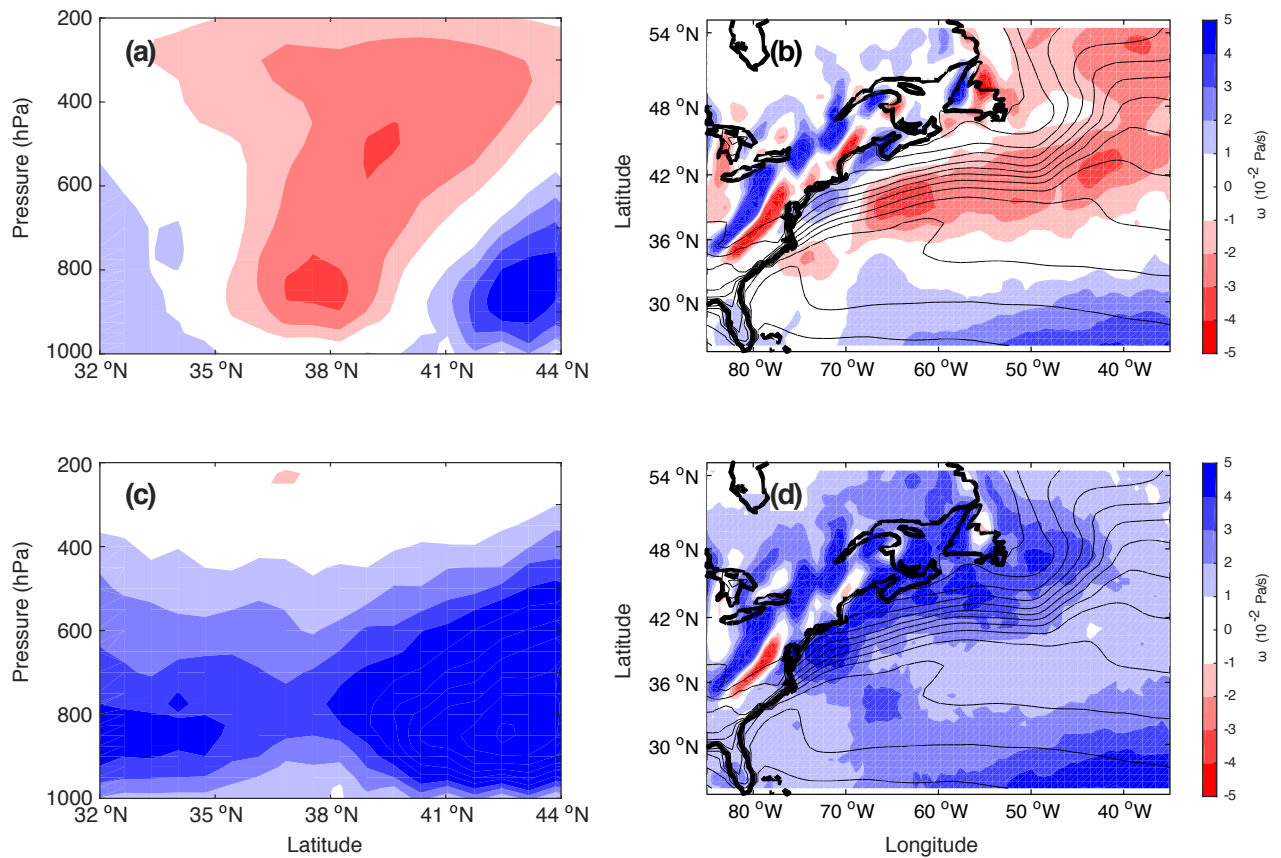 (a)
200
400
600
800
1000
Pressure (hPa)
32 °N
35 °N
38 °N
41 °N
44 °N
(b)
54 °N
48 °N
42 °N
36 °N
30 °N
Latitude
80 °W
70 °W
60 °W
50 °W
40 °W
5
4
3
2
1
0
-1
-2
-3
-4
-5
ω (10⁻² Pa/s)
(c)
200
400
600
800
1000
Pressure (hPa)
32 °N
35 °N
38 °N
41 °N
44 °N
Latitude
(d)
54 °N
48 °N
42 °N
36 °N
30 °N
Latitude
80 °W
70 °W
60 °W
50 °W
40 °W
Longitude
5
4
3
2
1
0
-1
-2
-3
-4
-5
ω (10⁻² Pa/s)